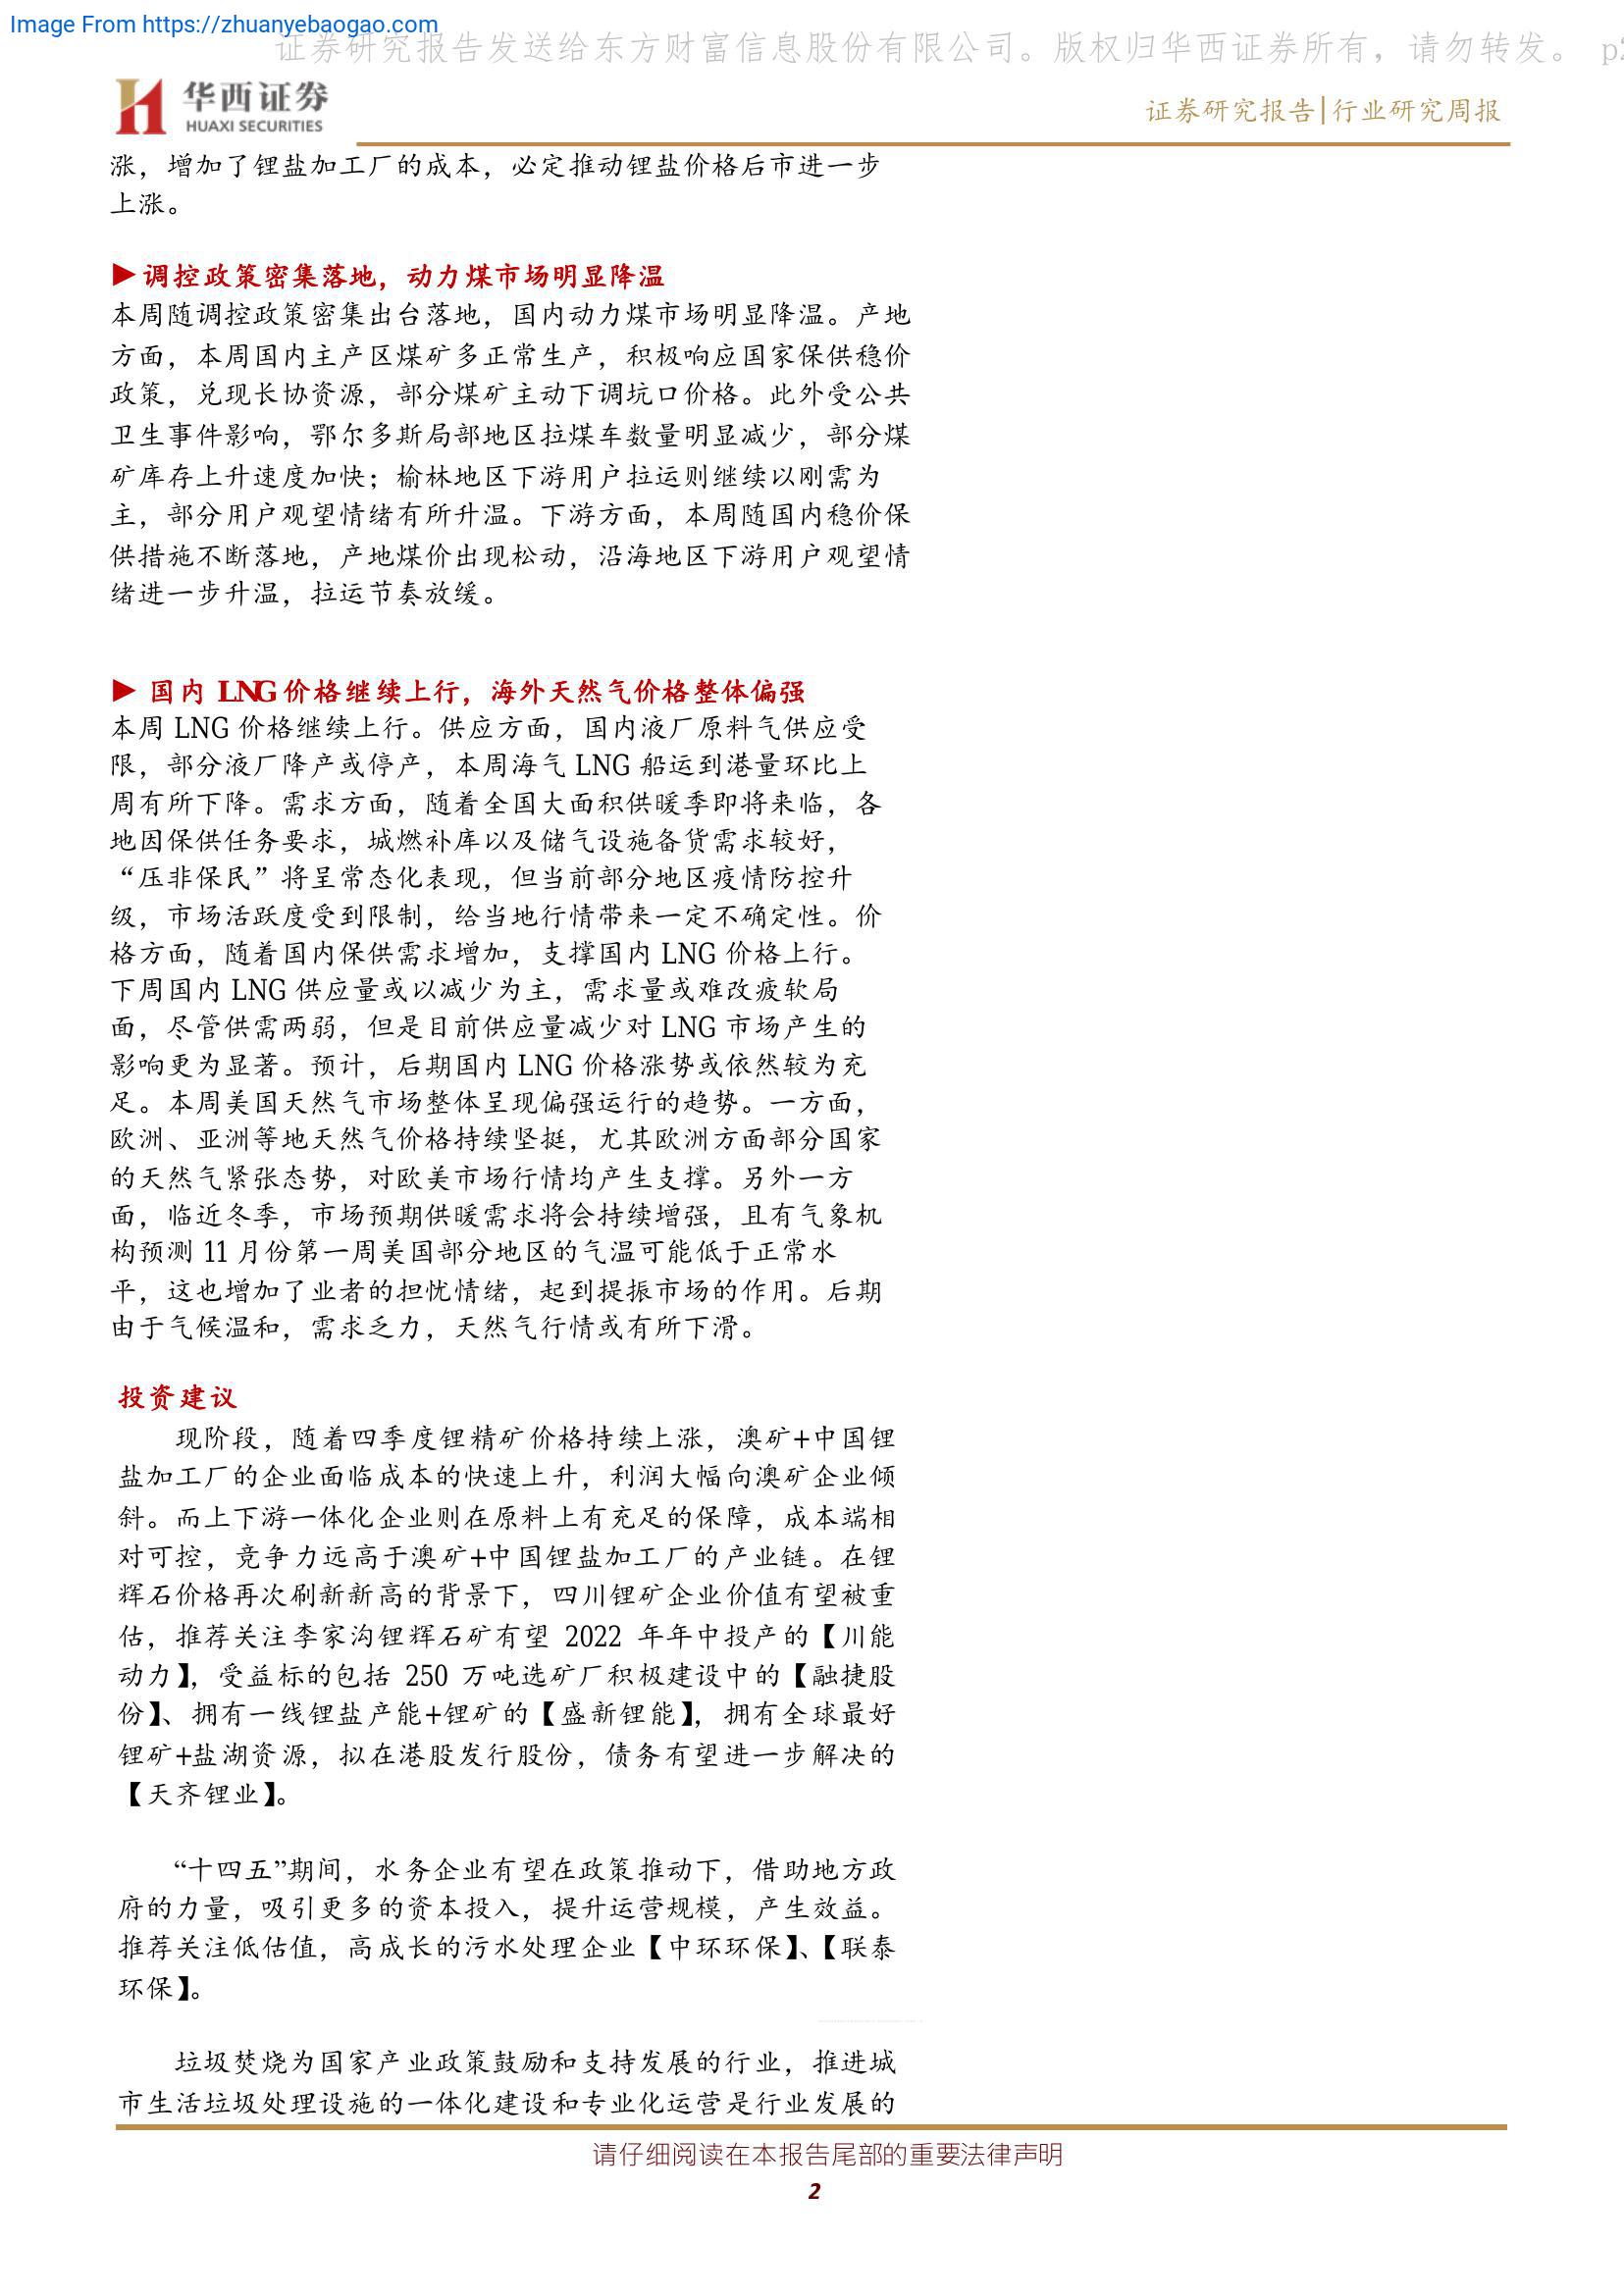 Image From https://zhuanyebaogao.com
证券研究报告发送给东方财富信息股份有限公司。版权归华西证券所有，请勿转发。 p2
华西证券
HUAXI SECURITIES
证券研究报告|行业研究周报
涨，增加了锂盐加工厂的成本，必定推动锂盐价格后市进一步
上涨。
▶调控政策密集落地，动力煤市场明显降温
本周随调控政策密集出台落地，国内动力煤市场明显降温。产地
方面，本周国内主产区煤矿多正常生产，积极响应国家保供稳价
政策，兑现长协资源，部分煤矿主动下调坑口价格。此外受公共
卫生事件影响，鄂尔多斯局部地区拉煤车数量明显减少，部分煤
矿库存上升速度加快；榆林地区下游用户拉运则继续以刚需为
主，部分用户观望情绪有所升温。下游方面，本周随国内稳价保
供措施不断落地，产地煤价出现松动，沿海地区下游用户观望情
绪进一步升温，拉运节奏放缓。
▶ 国内 LNG 价格继续上行，海外天然气价格整体偏强
本周 LNG 价格继续上行。供应方面，国内液厂原料气供应受
限，部分液厂降产或停产，本周海气 LNG 船运到港量环比上
周有所下降。需求方面，随着全国大面积供暖季即将来临，各
地因保供任务要求，城燃补库以及储气设施备货需求较好，
“压非保民”将呈常态化表现，但当前部分地区疫情防控升
级，市场活跃度受到限制，给当地行情带来一定不确定性。价
格方面，随着国内保供需求增加，支撑国内 LNG 价格上行。
下周国内 LNG 供应量或以减少为主，需求量或难改疲软局
面，尽管供需两弱，但是目前供应量减少对 LNG 市场产生的
影响更为显著。预计，后期国内 LNG 价格涨势或依然较为充
足。本周美国天然气市场整体呈现偏强运行的趋势。一方面，
欧洲、亚洲等地天然气价格持续坚挺，尤其欧洲方面部分国家
的天然气紧张态势，对欧美市场行情均产生支撑。另外一方
面，临近冬季，市场预期供暖需求将会持续增强，且有气象机
构预测 11 月份第一周美国部分地区的气温可能低于正常水
平，这也增加了业者的担忧情绪，起到提振市场的作用。后期
由于气候温和，需求乏力，天然气行情或有所下滑。
投资建议
现阶段，随着四季度锂精矿价格持续上涨，澳矿+中国锂
盐加工厂的企业面临成本的快速上升，利润大幅向澳矿企业倾
斜。而上下游一体化企业则在原料上有充足的保障，成本端相
对可控，竞争力远高于澳矿+中国锂盐加工厂的产业链。在锂
辉石价格再次刷新新高的背景下，四川锂矿企业价值有望被重
估，推荐关注李家沟锂辉石矿有望 2022 年年中投产的【川能
动力】，受益标的包括 250 万吨选矿厂积极建设中的【融捷股
份】、拥有一线锂盐产能+锂矿的【盛新锂能】，拥有全球最好
锂矿+盐湖资源，拟在港股发行股份，债务有望进一步解决的
【天齐锂业】。
“十四五”期间，水务企业有望在政策推动下，借助地方政
府的力量，吸引更多的资本投入，提升运营规模，产生效益。
推荐关注低估值，高成长的污水处理企业【中环环保】、【联泰
环保】。
垃圾焚烧为国家产业政策鼓励和支持发展的行业，推进城
市生活垃圾处理设施的一体化建设和专业化运营是行业发展的
请仔细阅读在本报告尾部的重要法律声明
2